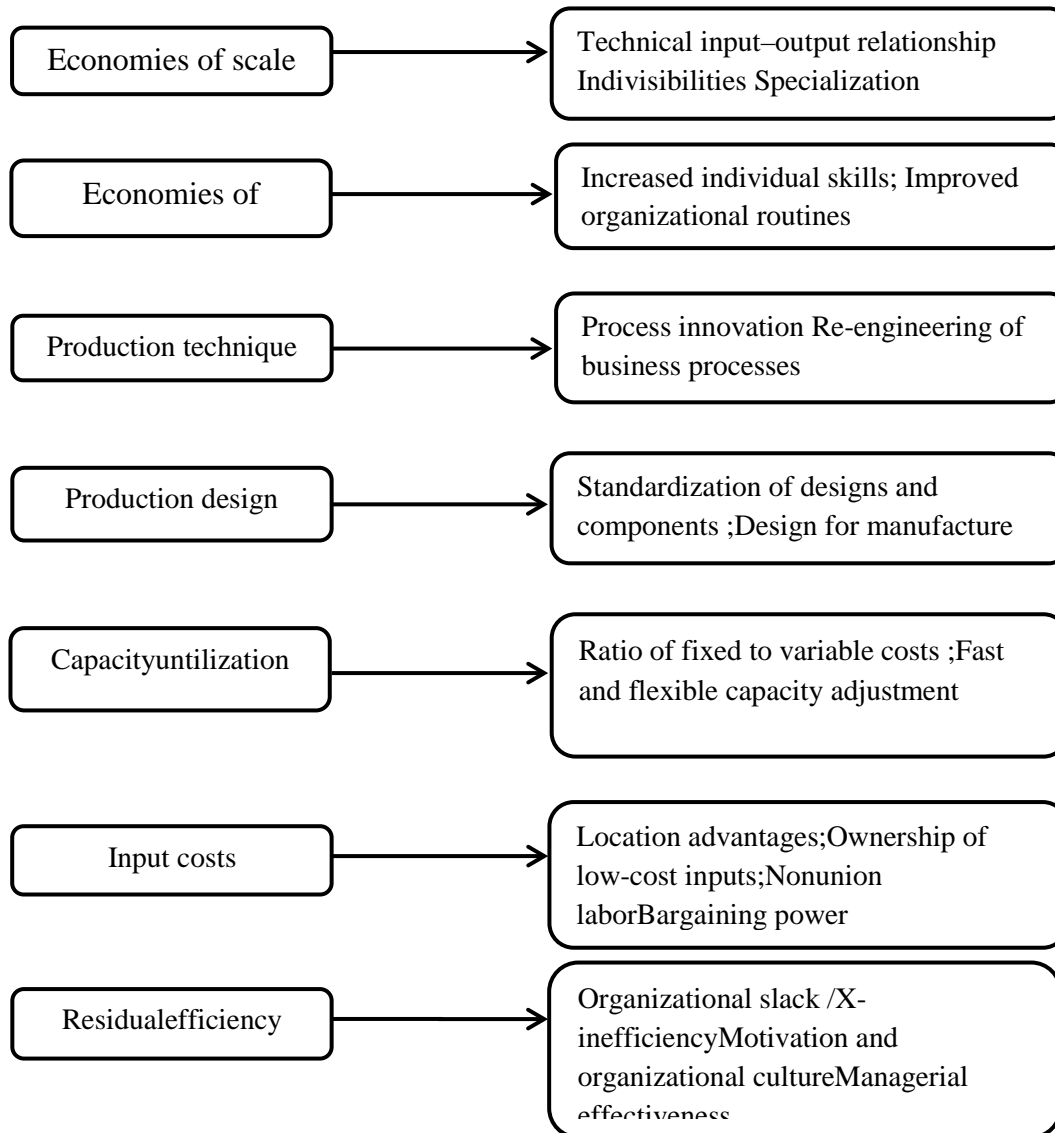 Economies of scale
Technical input–output relationship
Indivisibilities Specialization
Economies of
Increased individual skills; Improved
organizational routines
Production technique
Process innovation Re-engineering of
business processes
Production design
Standardization of designs and
components ;Design for manufacture
Capacityuntilization
Ratio of fixed to variable costs ;Fast
and flexible capacity adjustment
Input costs
Location advantages;Ownership of
low-cost inputs;Nonunion
laborBargaining power
Residualefficiency
Organizational slack /X-
inefficiencyMotivation and
organizational cultureManagerial
effectiveness